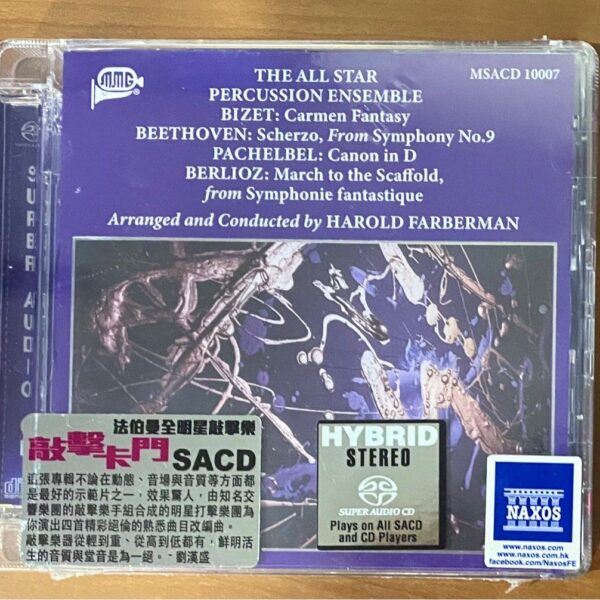 MMG
THE ALL STAR
PERCUSSION ENSEMBLE
MSACD 10007
BIZET: Carmen Fantasy
BEETHOVEN: Scherzo, From Symphony No.9
PACHELBEL: Canon in D
BERLIOZ: March to the Scaffold,
from Symphonie fantastique
Arranged and Conducted by HAROLD FARBERMAN
SUPER AUDIO
法伯曼全明星敲擊樂
敲擊卡門 SACD
這張專輯不論在動態、音場與音質等方面都
是最好的示範片之一，效果驚人，由知名交
響樂團的敲擊樂手組合成的明星打擊樂團為
你演出四首精彩絕倫的熟悉曲目改編曲。
敲擊樂器從輕到重、從高到低都有，鮮明活
生的音質與堂音是為一絕。-劉漢盛
HYBRID
STEREO
SUPER AUDIO CD
Plays on All SACD
and CD Players
NAXOS
www.naxos.com
www.naxos.com
facebook.com/NaxosFE